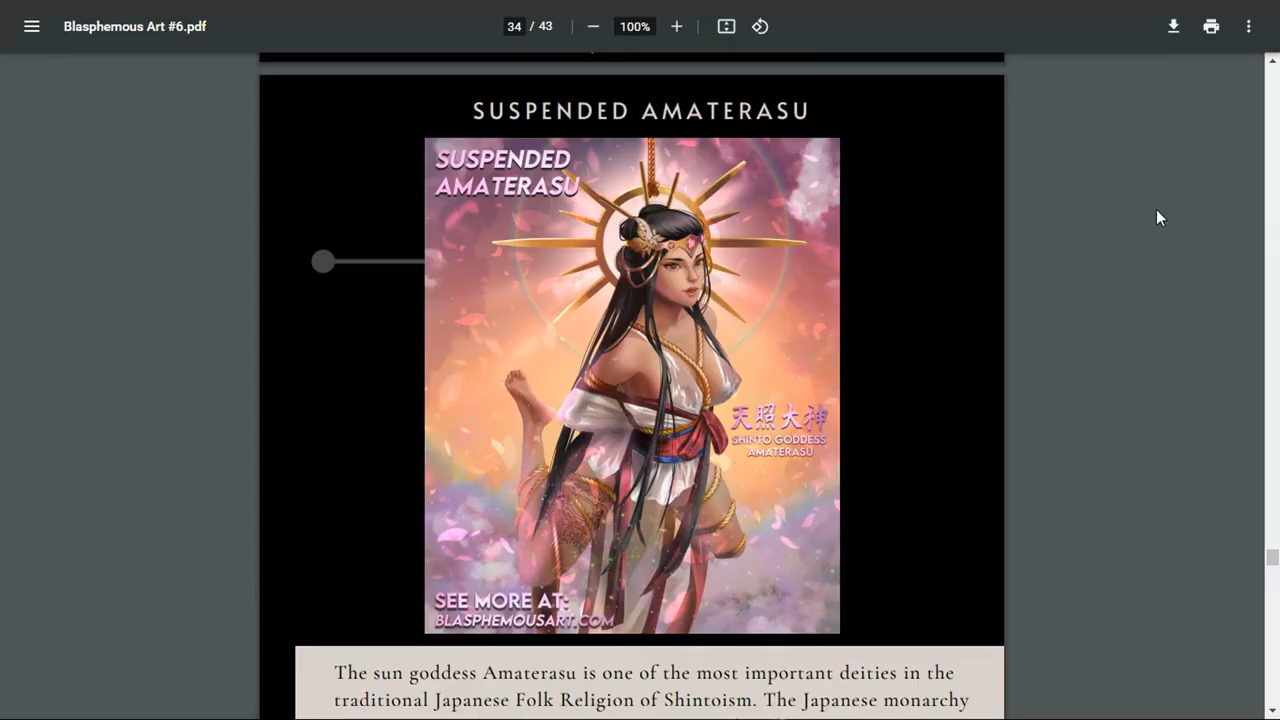 Blasphemous Art #6.pdf
34 / 43
100%
SUSPENDED AMATERASU
SUSPENDED
AMATERASU
天照大神
SHINTO GODDESS
AMATERASU
SEE MORE AT:
BLASPHEMOUSART.COM
The sun goddess Amaterasu is one of the most important deities in the
traditional Japanese Folk Religion of Shintoism. The Japanese monarchy